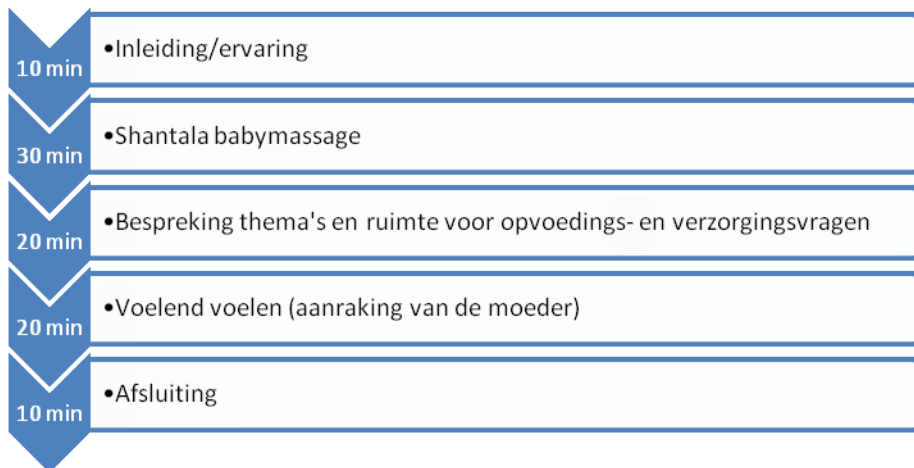 10 min
•Inleiding/ervaring
30 min
•Shantala babymassage
20 min
•Bespreking thema's en ruimte voor opvoedings- en verzorgingsvragen
20 min
•Voelend voelen (aanraking van de moeder)
10 min
•Afsluiting